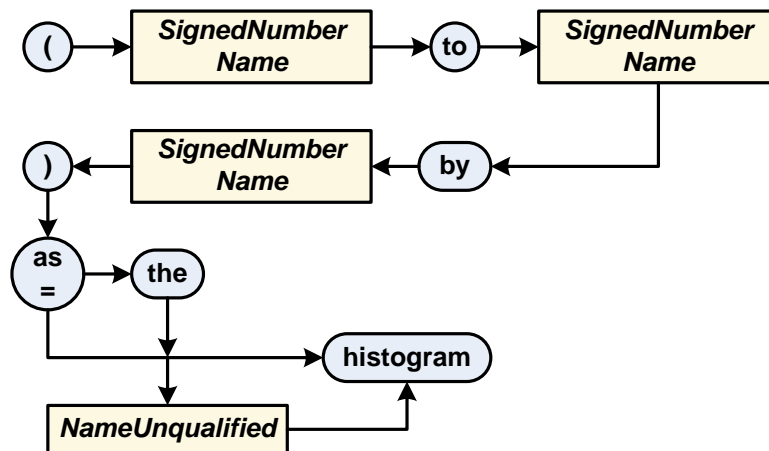 (
SignedNumber
Name
to
SignedNumber
Name
)
SignedNumber
Name
by
as
=
the
histogram
NameUnqualified